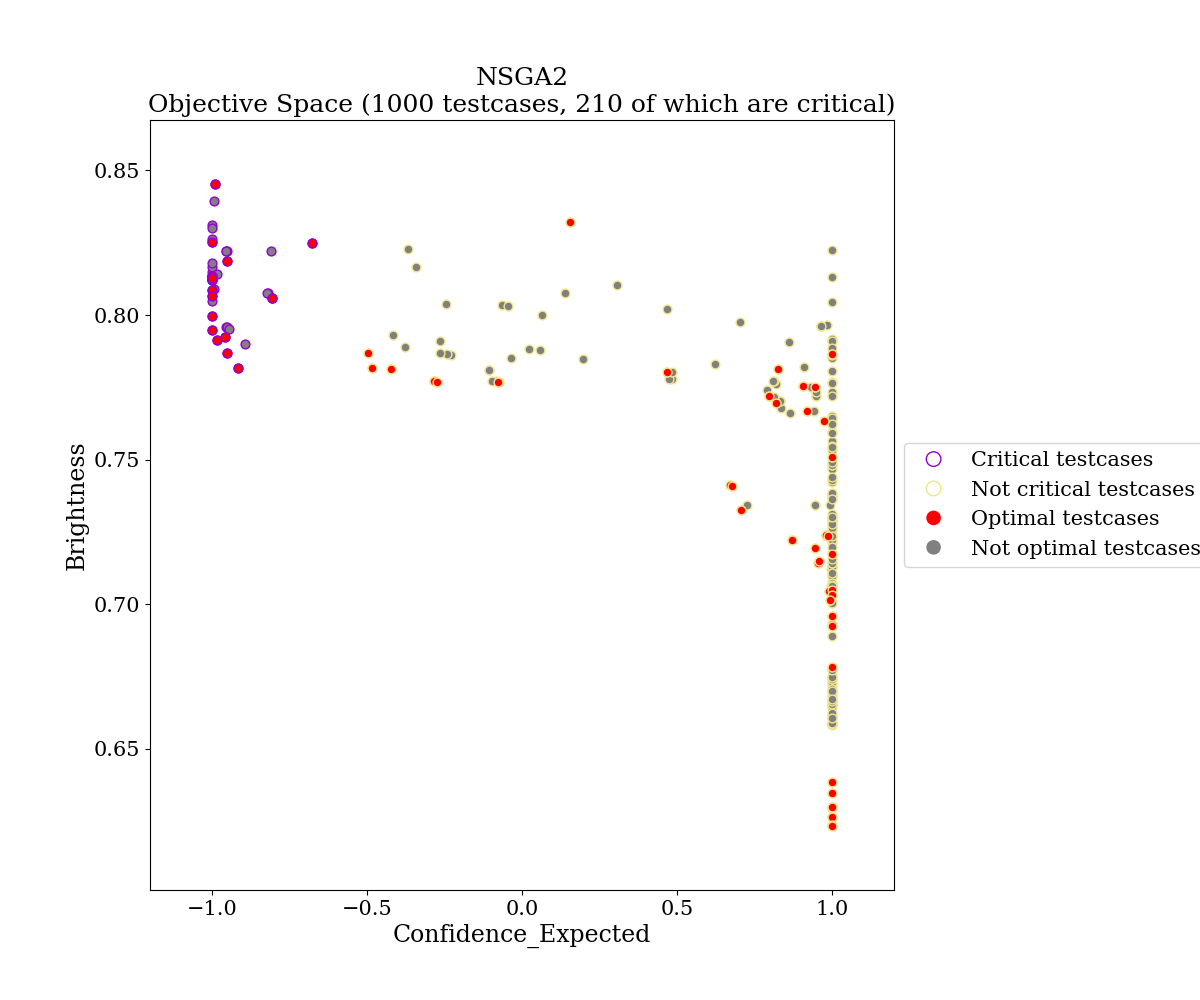 NSGA2
Objective Space (1000 testcases, 210 of which are critical)
0.85
0.80
0.75
0.70
0.65
Brightness
−1.0
−0.5
0.0
0.5
1.0
Confidence_Expected
Critical testcases
Not critical testcases
Optimal testcases
Not optimal testcases